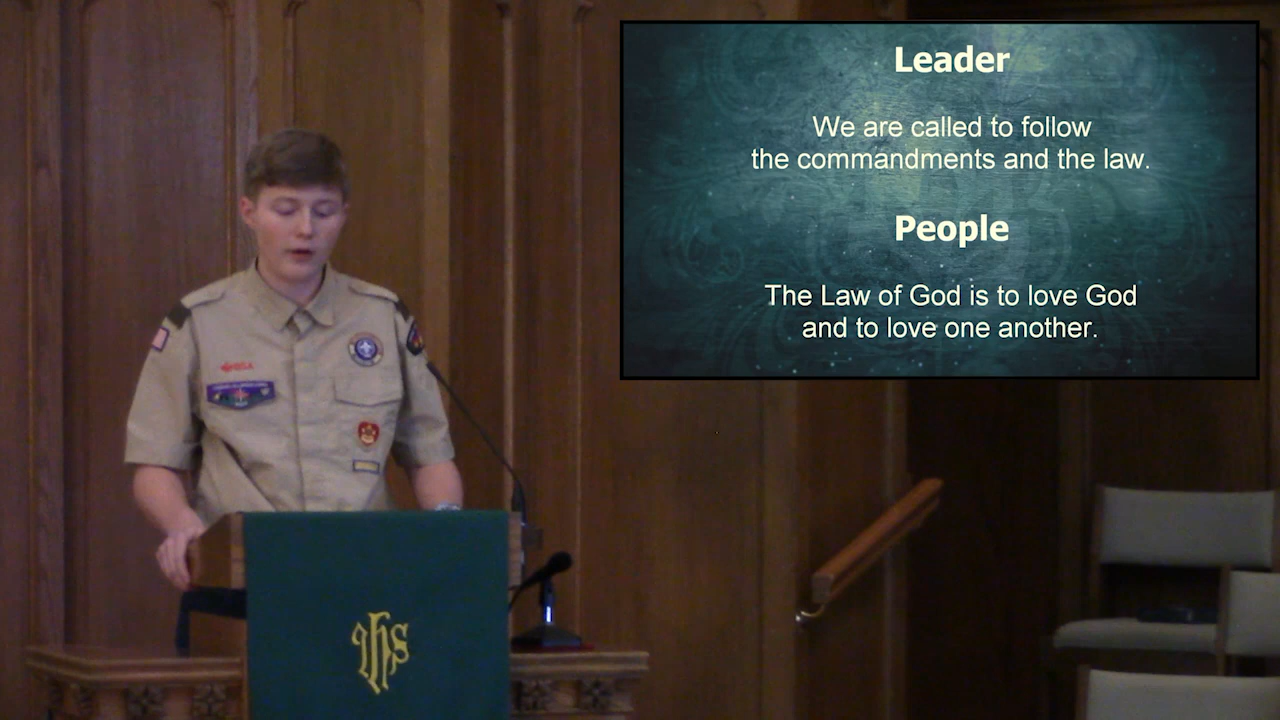 Leader
We are called to follow
the commandments and the law.
People
The Law of God is to love God
and to love one another.
IHS